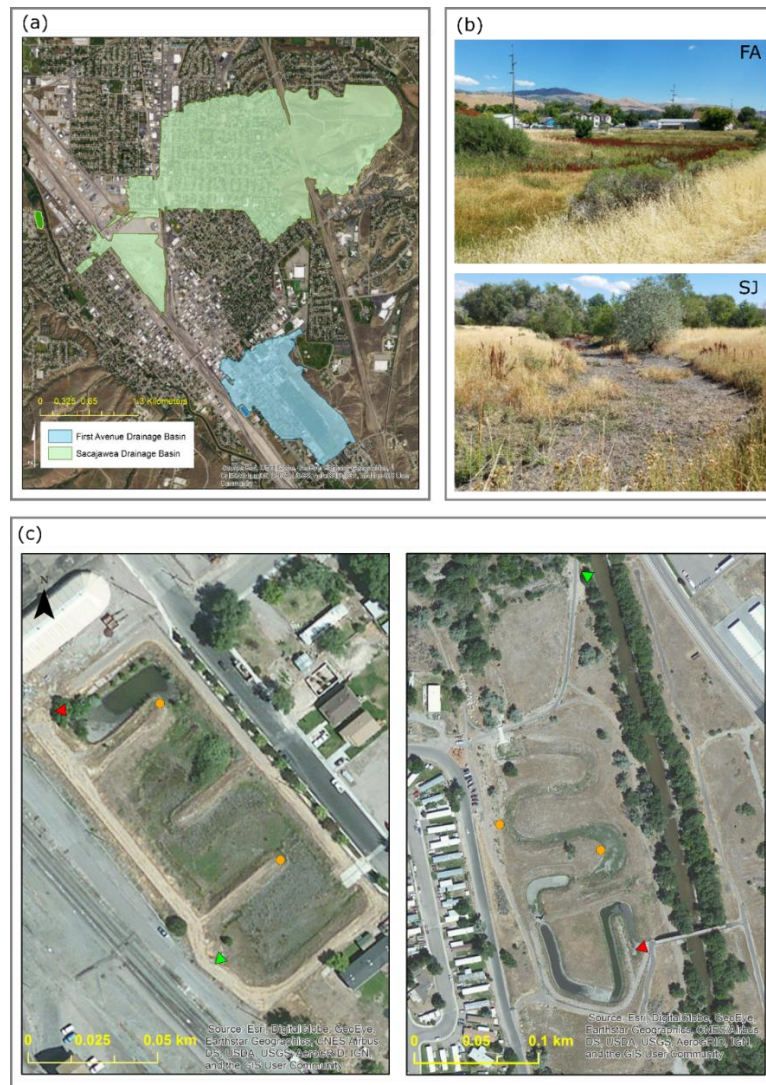 (a)
0 0.325 0.65 1.3 Kilometers
First Avenue Drainage Basin
Sacajawea Drainage Basin
(b)
FA
SJ
(c)
N
0 0.025 0.05 km
Source: Esri, DigitalGlobe, GeoEye,
Earthstar Geographics, CNES/Airbus
DS, USDA, USGS, AeroGRID, IGN,
and the GIS User Community
0 0.05 0.1 km
Source: Esri, DigitalGlobe, GeoEye,
Earthstar Geographics, CNES/Airbus
DS, USDA, USGS, AeroGRID, IGN,
and the GIS User Community